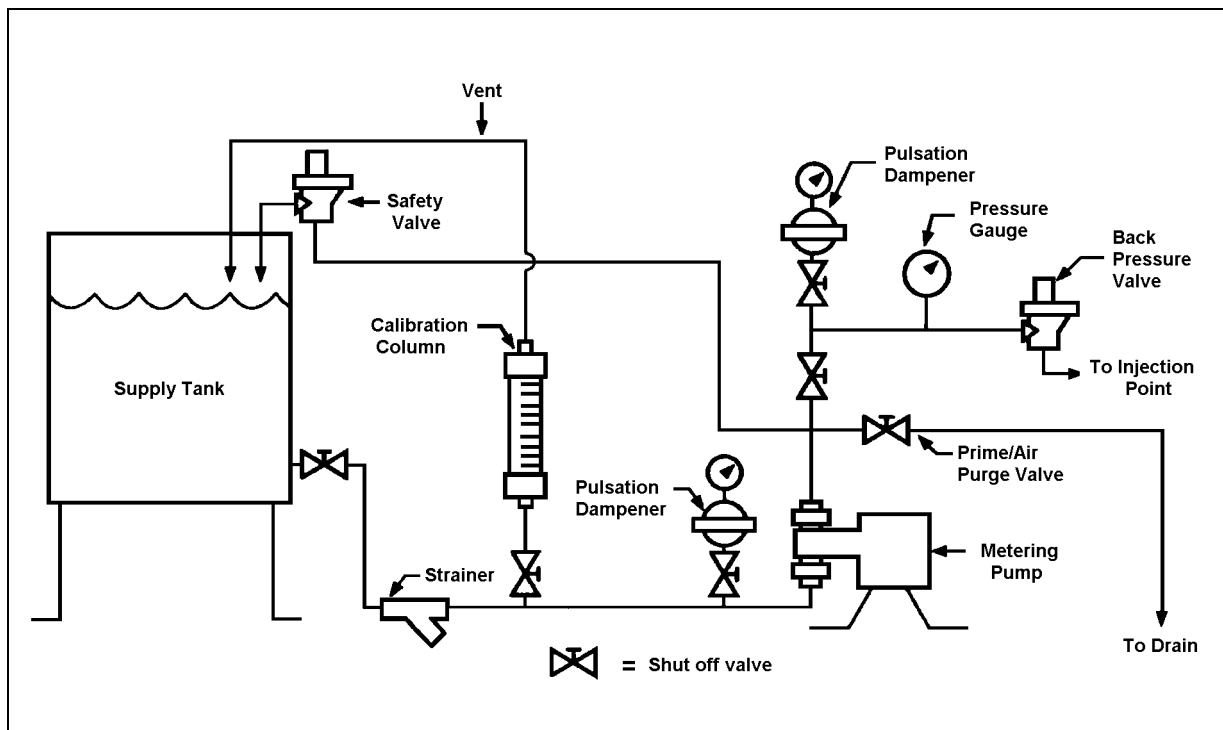 Vent
Pulsation
Dampener
Safety
Valve
Pressure
Gauge
Back
Pressure
Valve
Calibration
Column
Supply Tank
To Injection
Point
Prime/Air
Purge Valve
Pulsation
Dampener
Strainer
Metering
Pump
To Drain
= Shut off valve